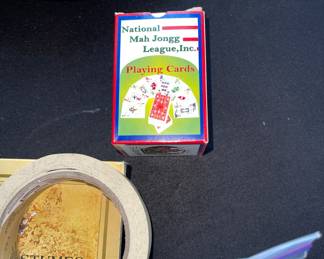 National
Mah Jongg
League,Inc.
Playing Cards